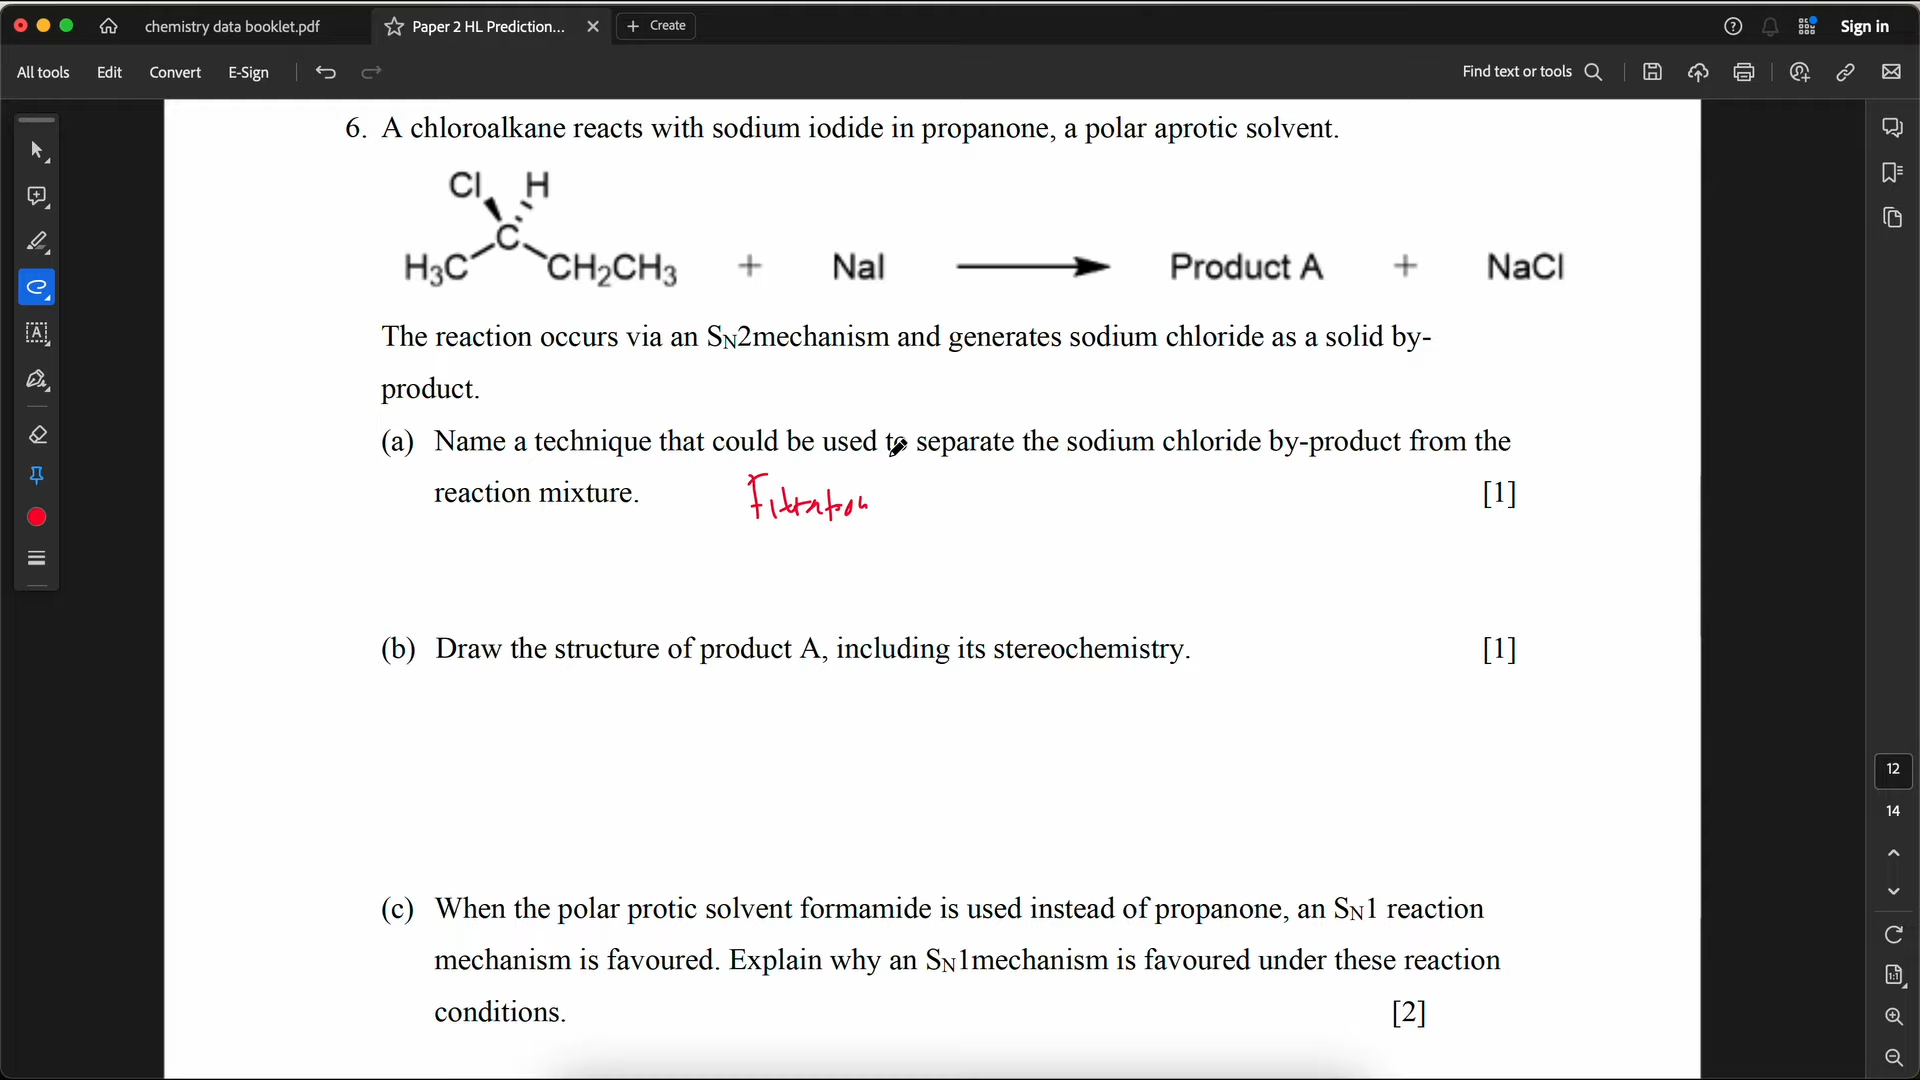 chemistry data booklet.pdf
Paper 2 HL Prediction...
Create
Sign in
All tools
Edit
Convert
E-Sign
Find text or tools
6. A chloroalkane reacts with sodium iodide in propanone, a polar aprotic solvent.
Cl H
C
H3C CH2CH3 + NaI Product A + NaCl
The reaction occurs via an SN2mechanism and generates sodium chloride as a solid by-
product.
(a) Name a technique that could be used to separate the sodium chloride by-product from the
reaction mixture. Filtration [1]
(b) Draw the structure of product A, including its stereochemistry. [1]
(c) When the polar protic solvent formamide is used instead of propanone, an SN1 reaction
mechanism is favoured. Explain why an SN1mechanism is favoured under these reaction
conditions. [2]
12
14